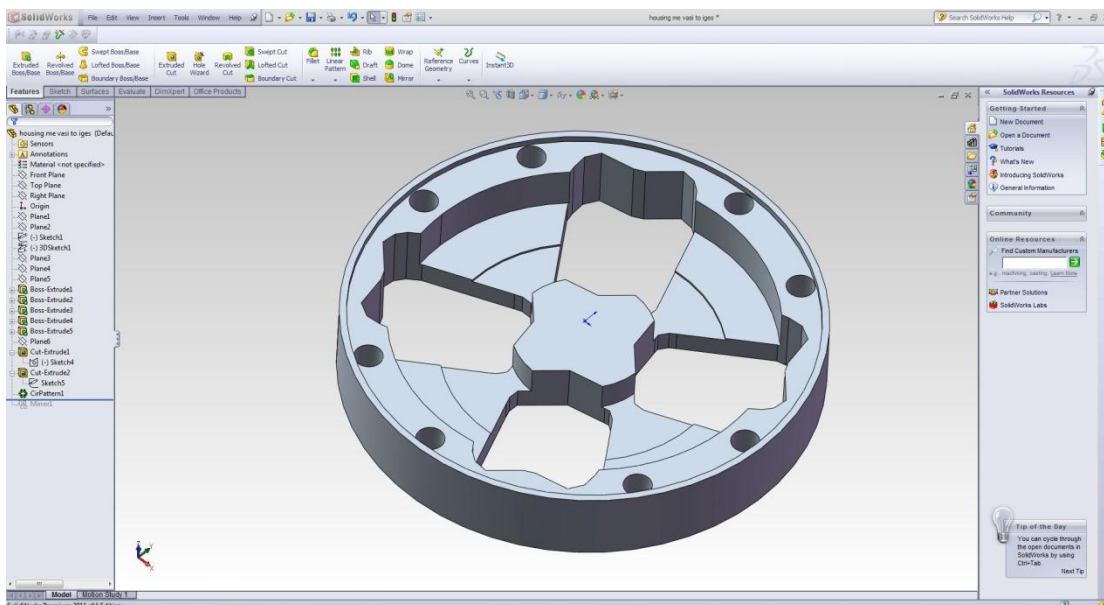 SolidWorks File Edit View Insert Tools Window Help housing me vasi to iges * Search SolidWorks Help
Extruded Boss/Base Revolved Boss/Base Swept Boss/Base Lofted Boss/Base Boundary Boss/Base Extruded Cut Hole Wizard Revolved Cut Swept Cut Lofted Cut Boundary Cut Fillet Linear Pattern Rib Draft Shell Wrap Dome Mirror Reference Geometry Curves Instant3D
Features Sketch Surfaces Evaluate DimXpert Office Products
housing me vasi to iges (Defau
Sensors
Annotations
Material <not specified>
Front Plane
Top Plane
Right Plane
Origin
Plane1
Plane2
(-) Sketch1
(-) 3DSketch1
Plane3
Plane4
Plane5
Boss-Extrude1
Boss-Extrude2
Boss-Extrude3
Boss-Extrude4
Boss-Extrude5
Plane6
Cut-Extrude1
(-) Sketch4
Cut-Extrude2
Sketch5
CirPattern1
Mirror1
Model Motion Study 1
SolidWorks Resources
Getting Started
New Document
Open a Document
Tutorials
What's New
Introducing SolidWorks
General Information
Community
Online Resources
Find Custom Manufacturers
e.g. machining, casting. Learn More
Partner Solutions
SolidWorks Labs
Tip of the Day
You can cycle through
the open documents in
SolidWorks by using
Ctrl+Tab.
Next Tip